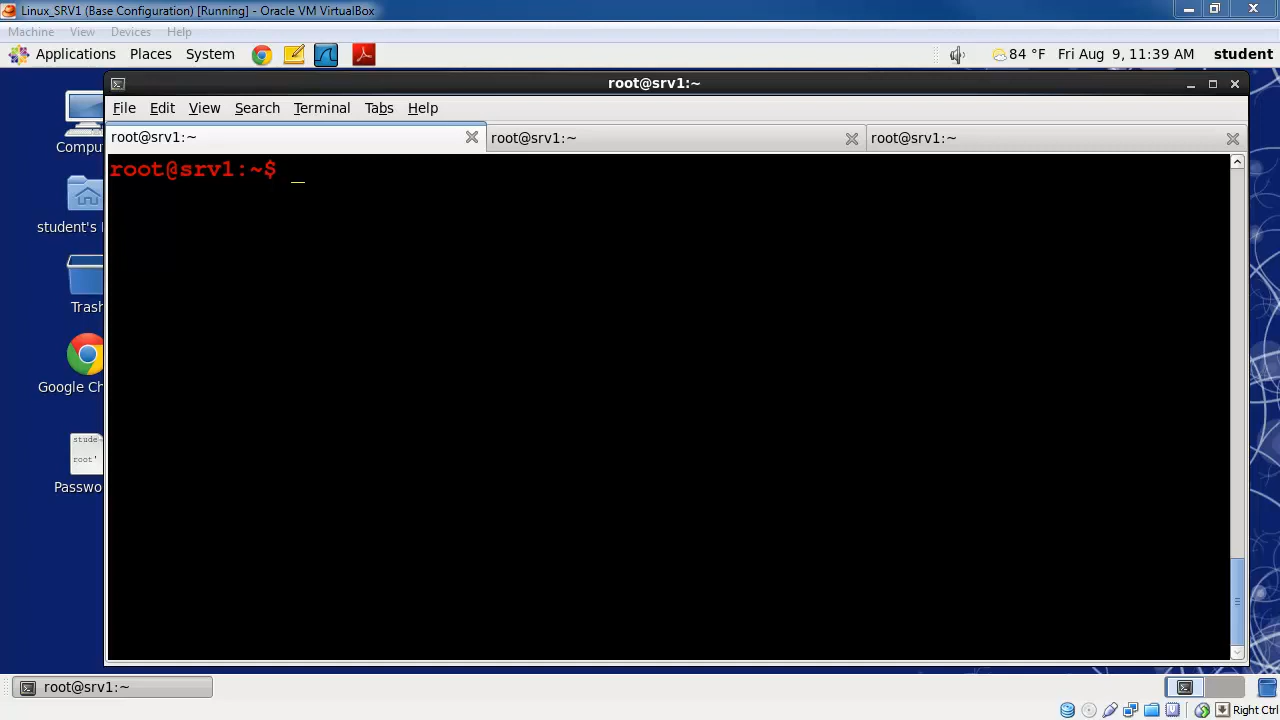 Linux_SRV1 (Base Configuration) [Running] - Oracle VM VirtualBox
Machine View Devices Help
Applications Places System 84 °F Fri Aug 9, 11:39 AM student
root@srv1:~
File Edit View Search Terminal Tabs Help
root@srv1:~ root@srv1:~ root@srv1:~
root@srv1:~$ _
Compu
student's
Trash
Google Ch
stude
root'
Passwo
root@srv1:~
Right Ctrl